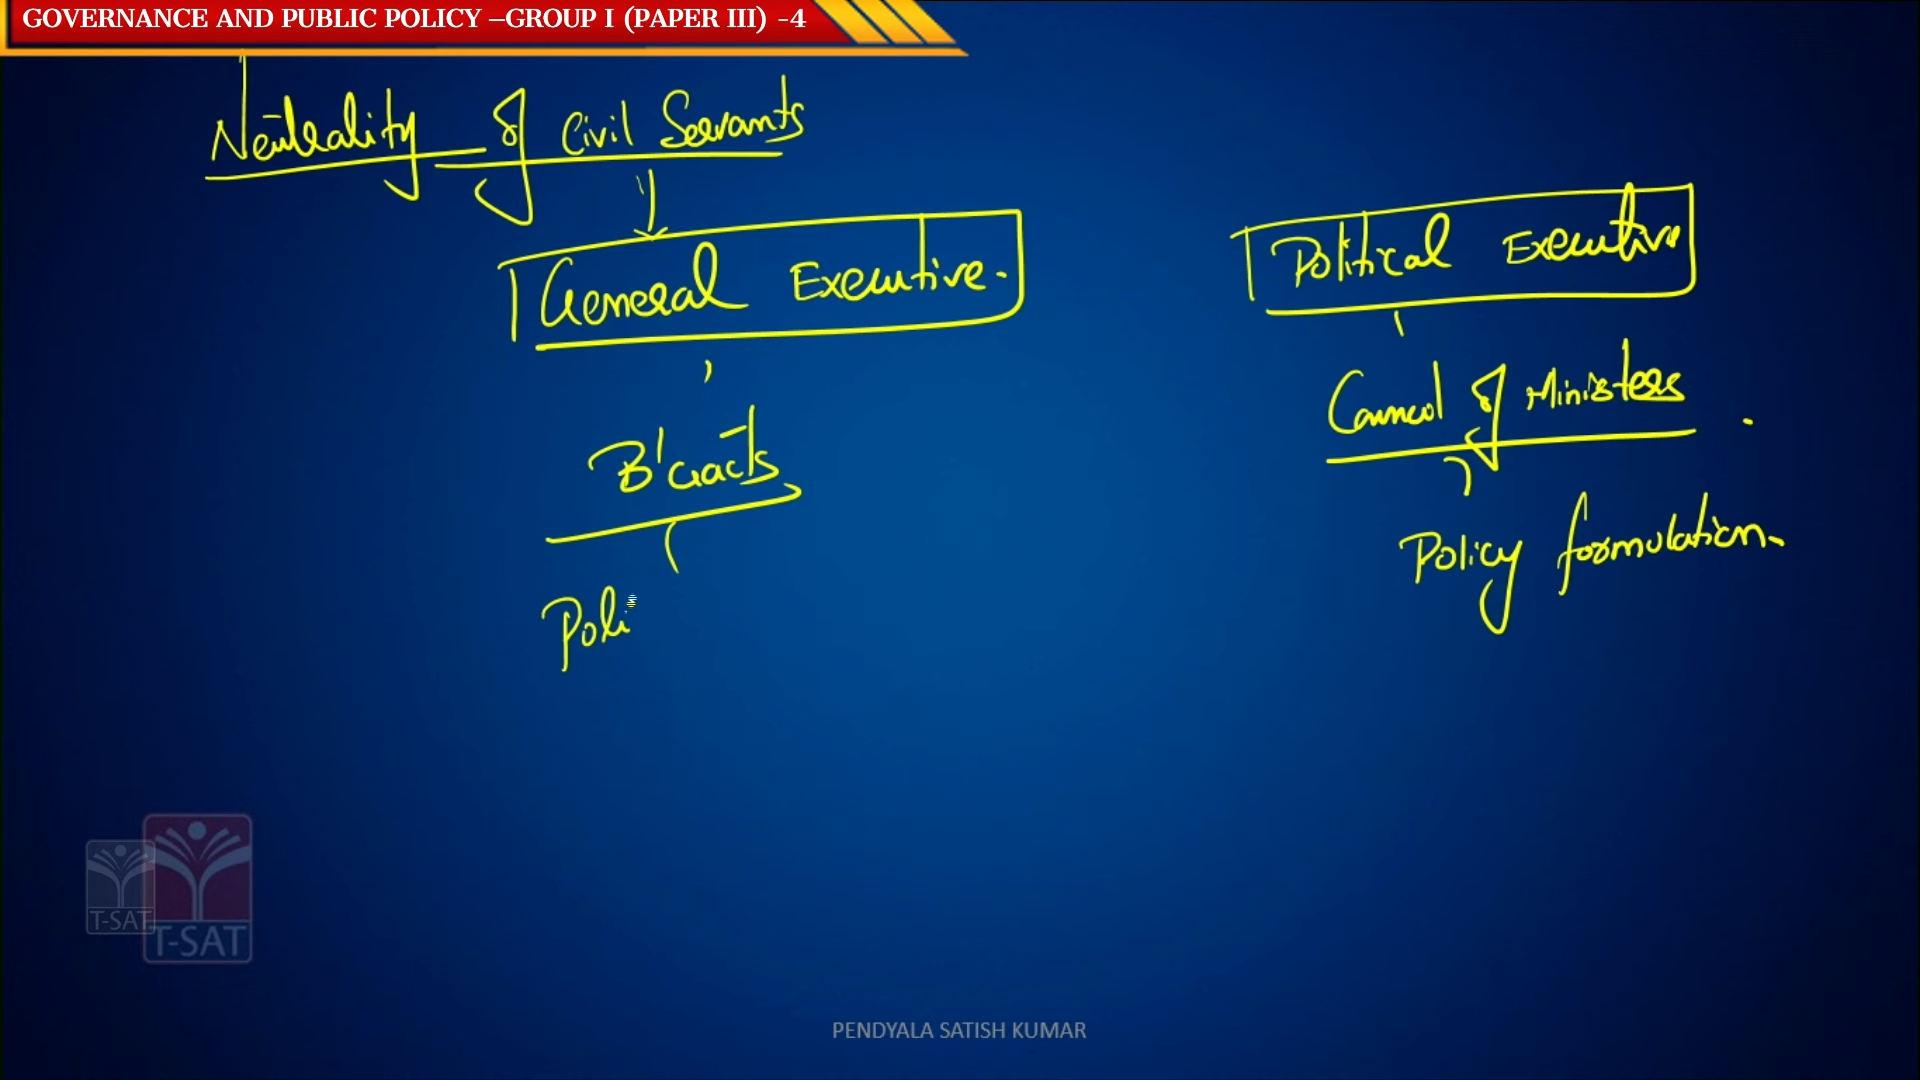 GOVERNANCE AND PUBLIC POLICY –GROUP I (PAPER III) -4
Neutrality of Civil Servants
General Executive.
Political Executive
B'cracts
Council of Ministers
Policy formulation.
Poli
T-SAT
T-SAT
PENDYALA SATISH KUMAR